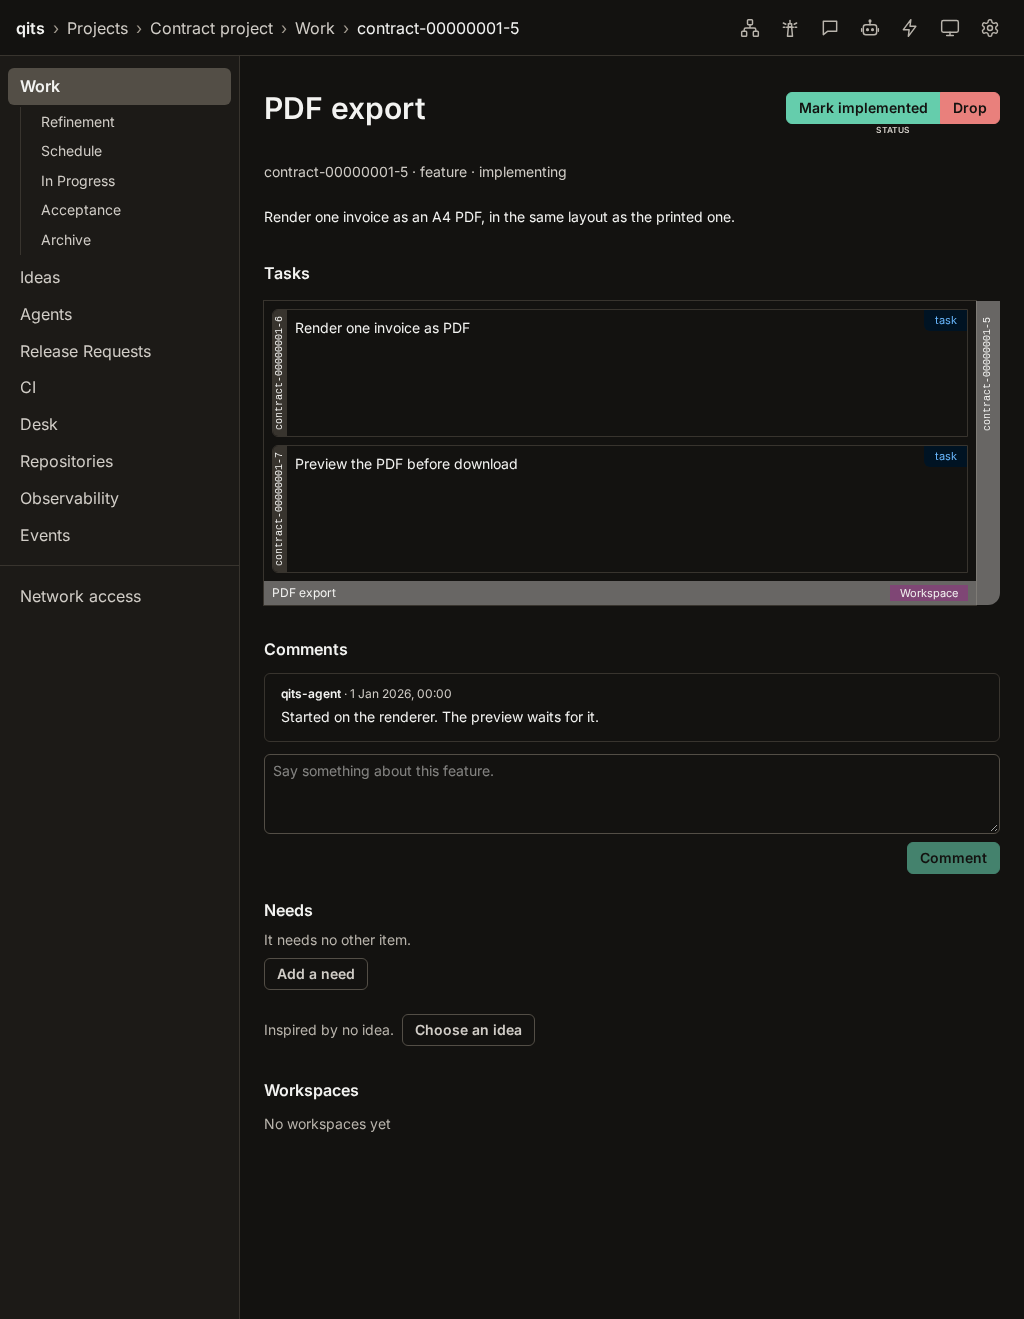 qits › Projects › Contract project › Work › contract-00000001-5
Work
Refinement
Schedule
In Progress
Acceptance
Archive
Ideas
Agents
Release Requests
CI
Desk
Repositories
Observability
Events
Network access
PDF export
Mark implemented Drop
STATUS
contract-00000001-5 · feature · implementing
Render one invoice as an A4 PDF, in the same layout as the printed one.
Tasks
contract-00000001-6
Render one invoice as PDF
task
contract-00000001-7
Preview the PDF before download
task
PDF export
Workspace
contract-00000001-5
Comments
qits-agent · 1 Jan 2026, 00:00
Started on the renderer. The preview waits for it.
Say something about this feature.
Comment
Needs
It needs no other item.
Add a need
Inspired by no idea. Choose an idea
Workspaces
No workspaces yet